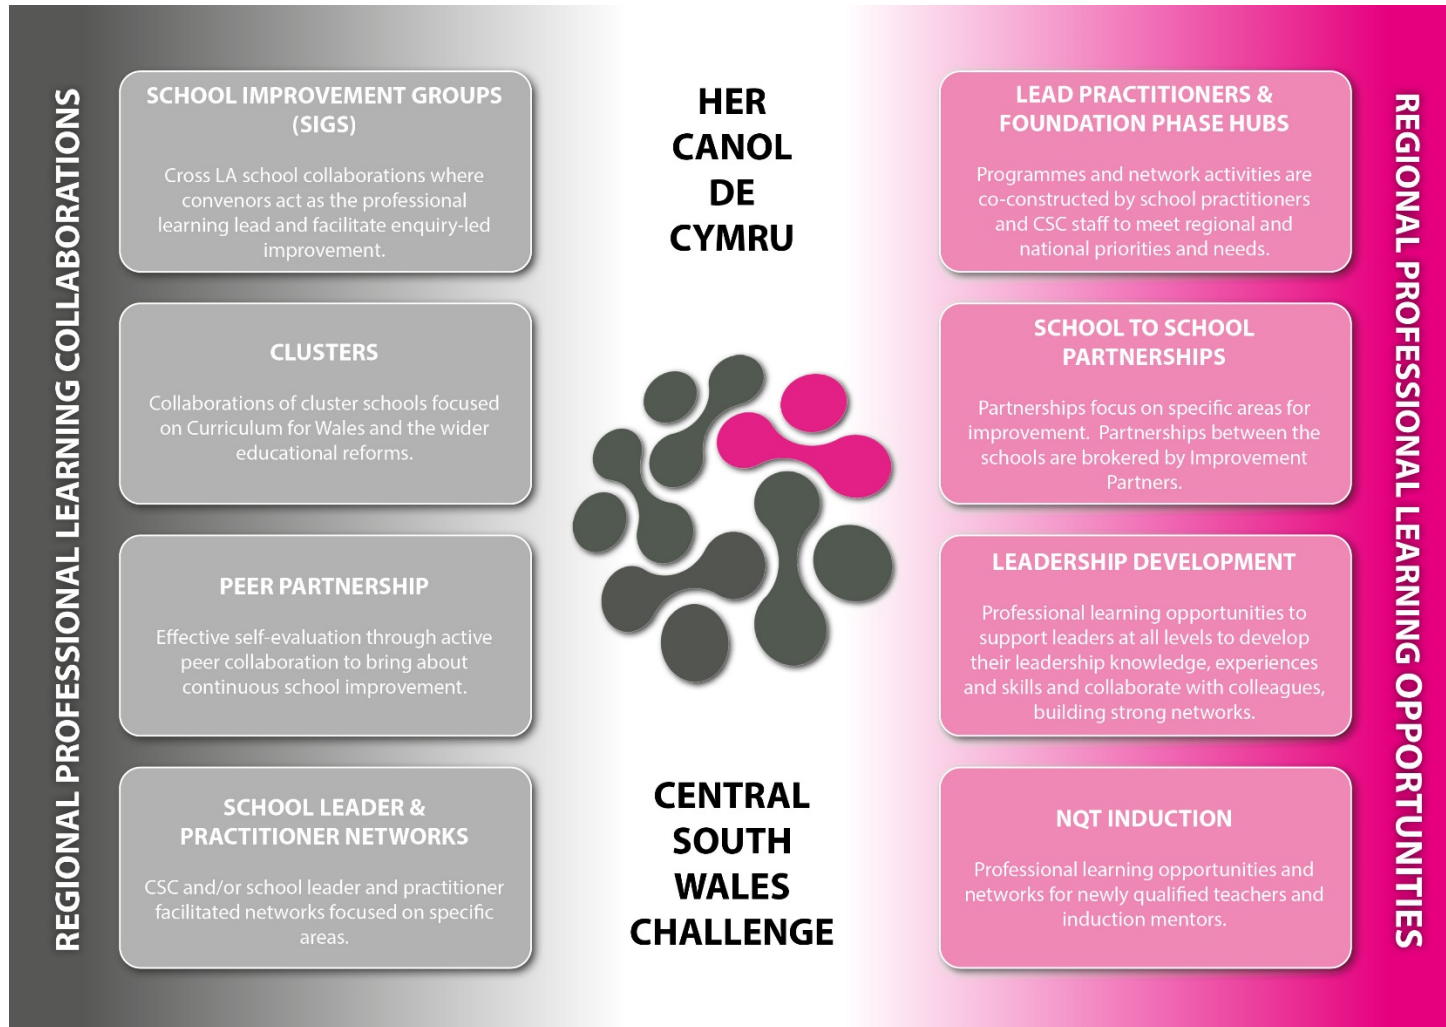 REGIONAL PROFESSIONAL LEARNING COLLABORATIONS
SCHOOL IMPROVEMENT GROUPS
(SIGS)
Cross LA school collaborations where
convenors act as the professional
learning lead and facilitate enquiry-led
improvement.
CLUSTERS
Collaborations of cluster schools focused
on Curriculum for Wales and the wider
educational reforms.
PEER PARTNERSHIP
Effective self-evaluation through active
peer collaboration to bring about
continuous school improvement.
SCHOOL LEADER &
PRACTITIONER NETWORKS
CSC and/or school leader and practitioner
facilitated networks focused on specific
areas.
HER
CANOL
DE
CYMRU
CENTRAL
SOUTH
WALES
CHALLENGE
LEAD PRACTITIONERS &
FOUNDATION PHASE HUBS
Programmes and network activities are
co-constructed by school practitioners
and CSC staff to meet regional and
national priorities and needs.
SCHOOL TO SCHOOL
PARTNERSHIPS
Partnerships focus on specific areas for
improvement.  Partnerships between the
schools are brokered by Improvement
Partners.
LEADERSHIP DEVELOPMENT
Professional learning opportunities to
support leaders at all levels to develop
their leadership knowledge, experiences
and skills and collaborate with colleagues,
building strong networks.
NQT INDUCTION
Professional learning opportunities and
networks for newly qualified teachers and
induction mentors.
REGIONAL PROFESSIONAL LEARNING OPPORTUNITIES